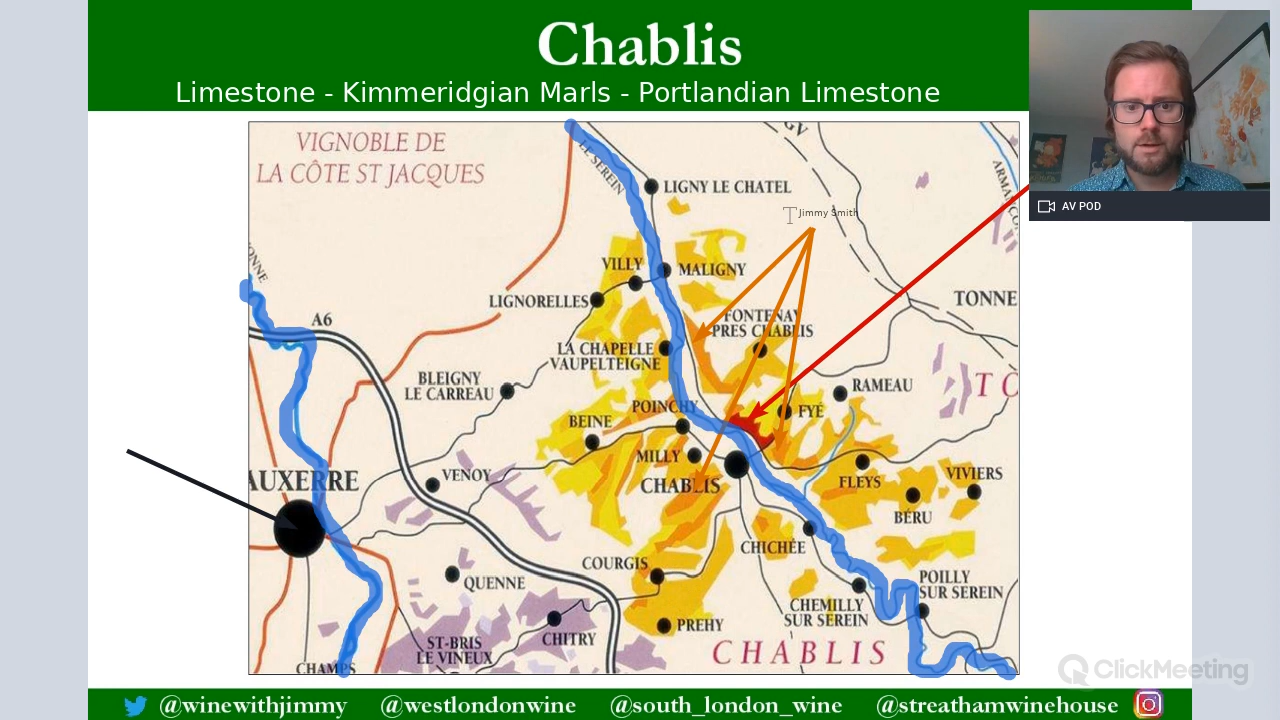 Chablis
Limestone - Kimmeridgian Marls - Portlandian Limestone
AV POD
VIGNOBLE DE
LA CÔTE ST JACQUES
LE SEREIN
GV
LIGNY LE CHATEL
Jimmy Smith
VILLY
MALIGNY
LIGNORELLES
A6
TONNE
FONTENAY
PRES CHABLIS
LA CHAPELLE
VAUPELTEIGNE
BLEIGNY
LE CARREAU
RAMEAU
TO
POINCHY
BEINE
FYÉ
MILLY
AUXERRE
VENOY
CHABLIS
FLEYS
VIVIERS
BÉRU
CHICHÉE
COURGIS
QUENNE
POILLY
SUR SEREIN
CHEMILLY
SUR SEREIN
PREHY
CHITRY
ST-BRIS
LE VINEUX
CHABLIS
CHAMPS
ClickMeeting
@winewithjimmy @westlondonwine @south_london_wine @streathamwinehouse